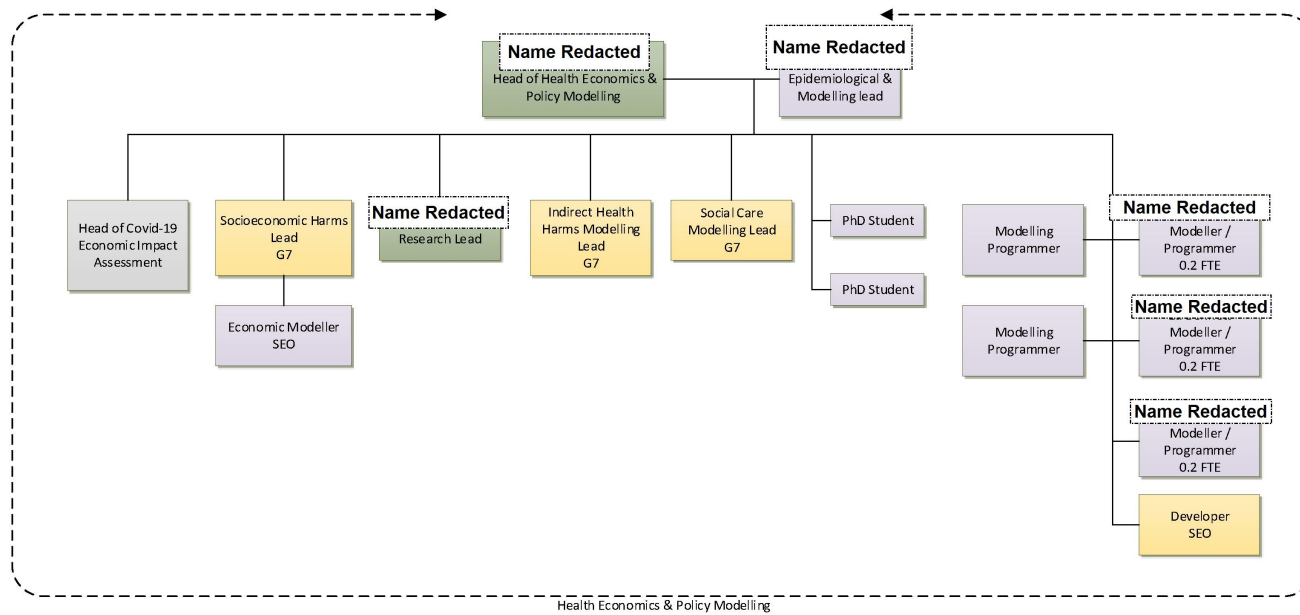 Name Redacted
Head of Health Economics &
Policy Modelling
Name Redacted
Epidemiological &
Modelling lead
Head of Covid-19
Economic Impact
Assessment
Socioeconomic Harms
Lead
G7
Economic Modeller
SEO
Name Redacted
Research Lead
Indirect Health
Harms Modelling
Lead
G7
Social Care
Modelling Lead
G7
PhD Student
PhD Student
Modelling
Programmer
Name Redacted
Modeller /
Programmer
0.2 FTE
Modelling
Programmer
Name Redacted
Modeller /
Programmer
0.2 FTE
Name Redacted
Modeller /
Programmer
0.2 FTE
Developer
SEO
Health Economics & Policy Modelling